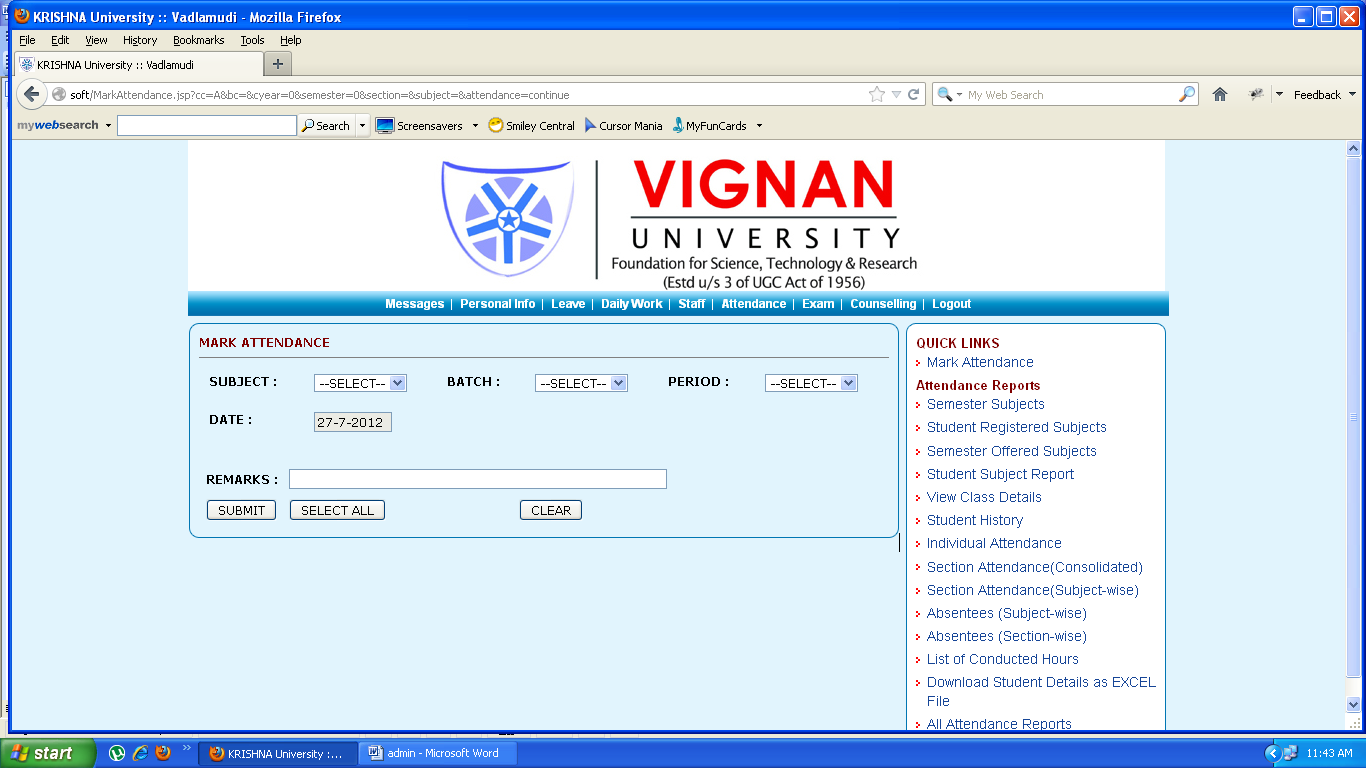 KRISHNA University :: Vadlamudi - Mozilla Firefox
File Edit View History Bookmarks Tools Help
KRISHNA University :: Vadlamudi +
soft/MarkAttendance.jsp?cc=A&bc=&cyear=0&semester=0&section=&subject=&attendance=continue My Web Search Feedback
mywebsearch Search Screensavers Smiley Central Cursor Mania MyFunCards
VIGNAN
UNIVERSITY
Foundation for Science, Technology & Research
(Estd u/s 3 of UGC Act of 1956)
Messages | Personal Info | Leave | Daily Work | Staff | Attendance | Exam | Counselling | Logout
MARK ATTENDANCE
SUBJECT : --SELECT-- BATCH : --SELECT-- PERIOD : --SELECT--
DATE : 27-7-2012
REMARKS :
SUBMIT SELECT ALL CLEAR
QUICK LINKS
Mark Attendance
Attendance Reports
Semester Subjects
Student Registered Subjects
Semester Offered Subjects
Student Subject Report
View Class Details
Student History
Individual Attendance
Section Attendance(Consolidated)
Section Attendance(Subject-wise)
Absentees (Subject-wise)
Absentees (Section-wise)
List of Conducted Hours
Download Student Details as EXCEL
File
All Attendance Reports
start KRISHNA University :... admin - Microsoft Word 11:43 AM